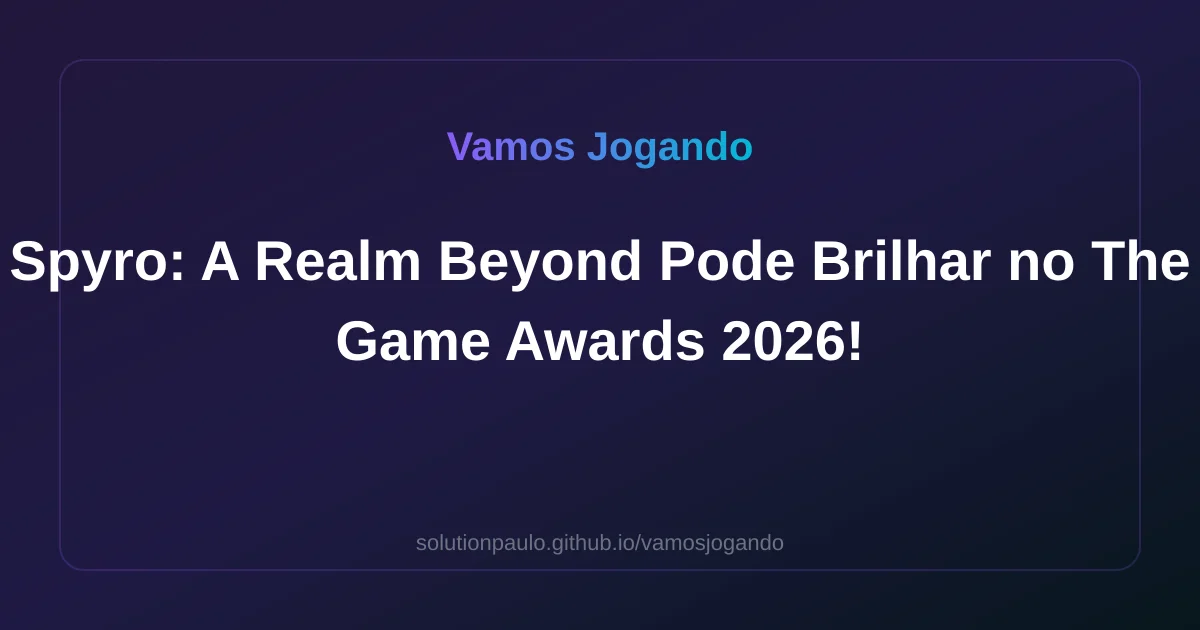 Vamos Jogando
Spyro: A Realm Beyond Pode Brilhar no The
Game Awards 2026!
solutionpaulo.github.io/vamosjogando